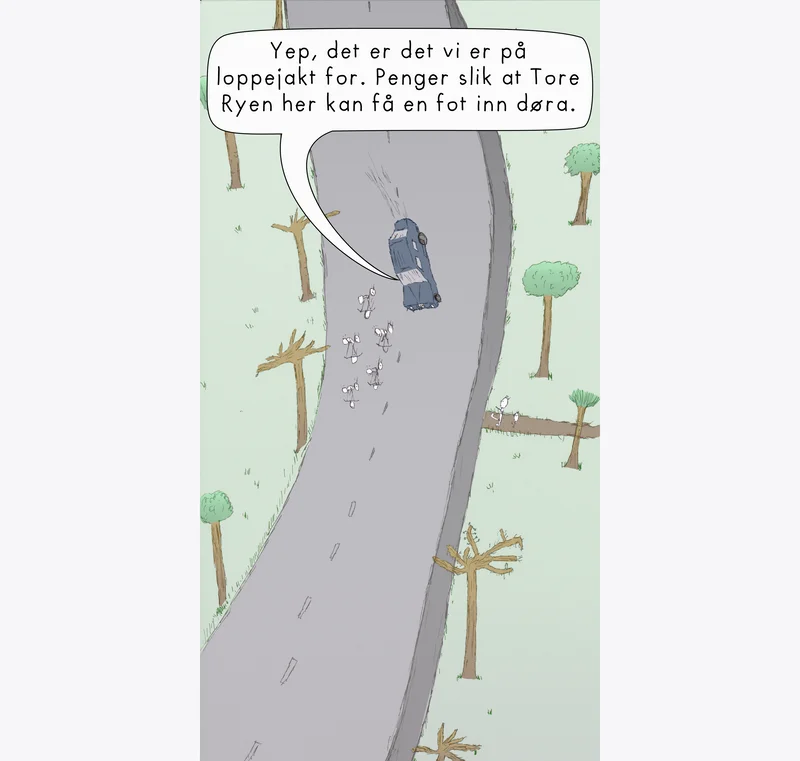 Yep, det er det vi er på
loppejakt for. Penger slik at Tore
Ryen her kan få en fot inn døra.